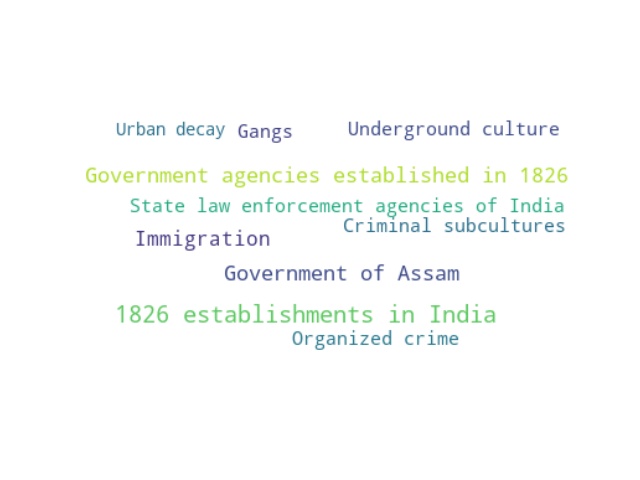 Urban decay Gangs Underground culture
Government agencies established in 1826
State law enforcement agencies of India
Criminal subcultures
Immigration
Government of Assam
1826 establishments in India
Organized crime